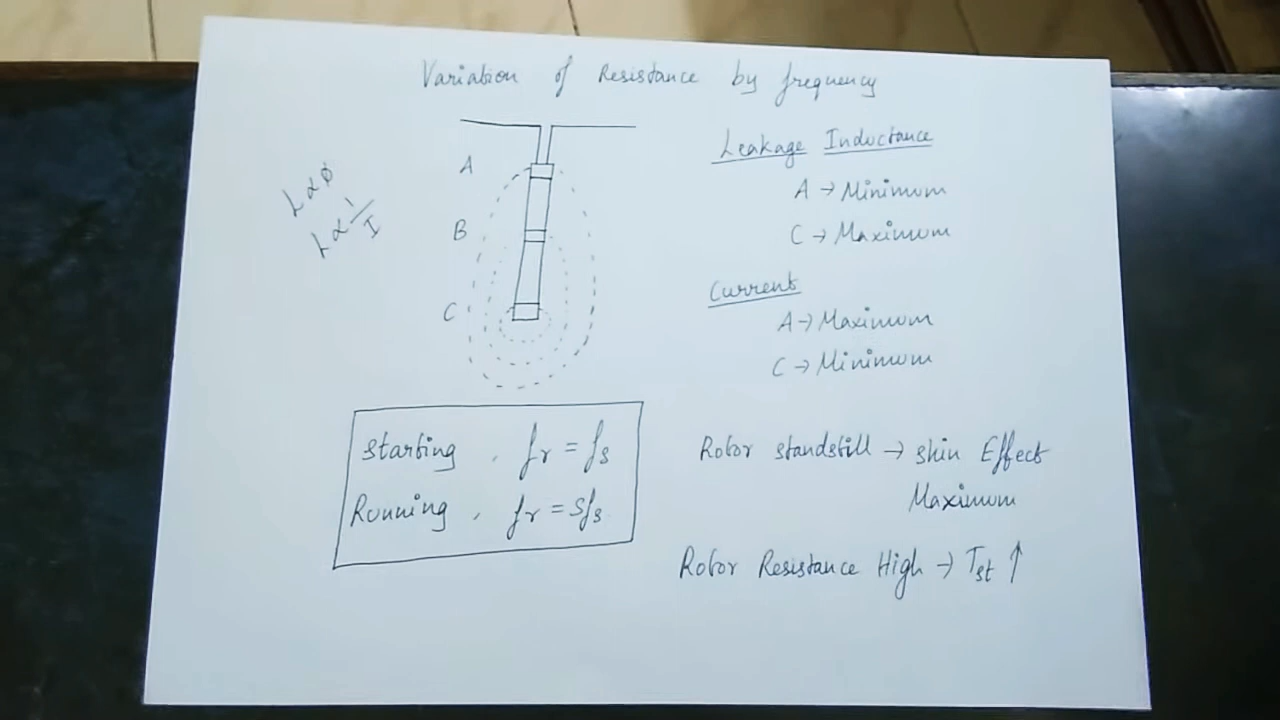 Variation of Resistance by frequency
L α φ
L α 1/I
A
B
C
Leakage Inductance
A → Minimum
C → Maximum
Current
A → Maximum
C → Minimum
Starting, fr = fs
Running, fr = sfs
Rotor standstill → skin Effect
Maximum
Rotor Resistance High → Tst ↑